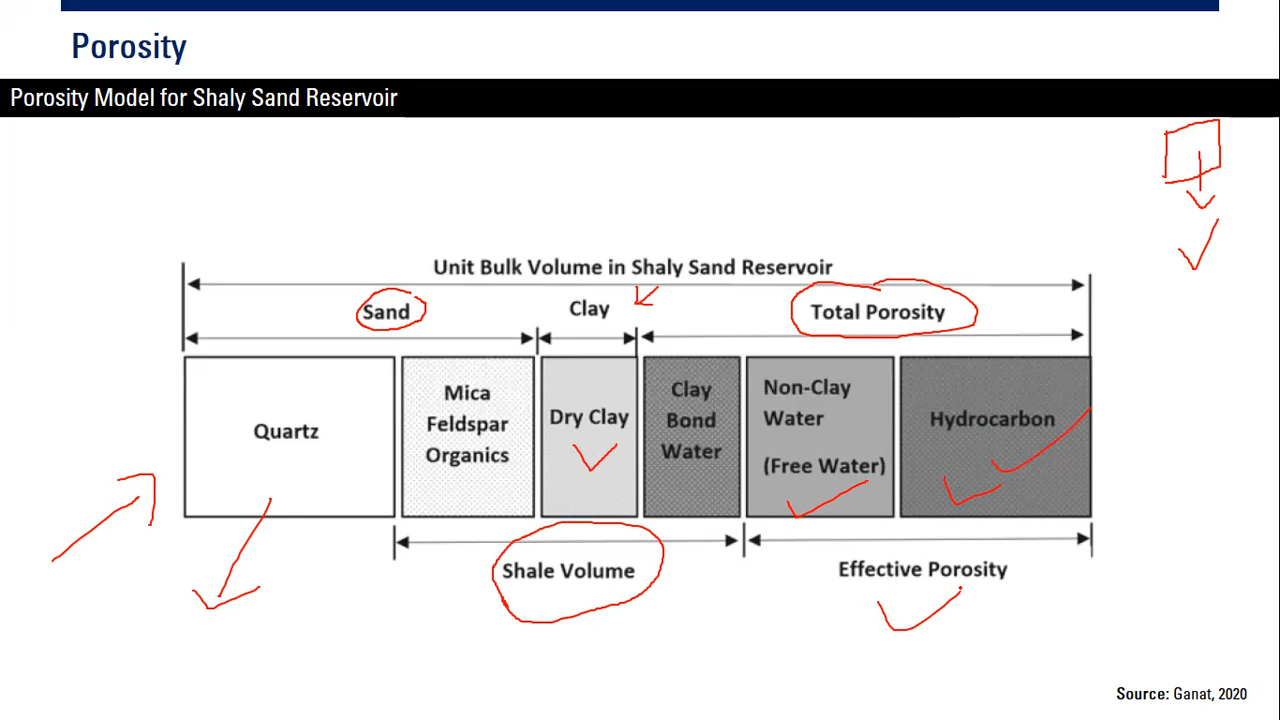 Porosity
Porosity Model for Shaly Sand Reservoir
Unit Bulk Volume in Shaly Sand Reservoir
Sand
Clay
Total Porosity
Quartz
Mica
Feldspar
Organics
Dry Clay
Clay
Bond
Water
Non-Clay
Water
(Free Water)
Hydrocarbon
Shale Volume
Effective Porosity
Source: Ganat, 2020